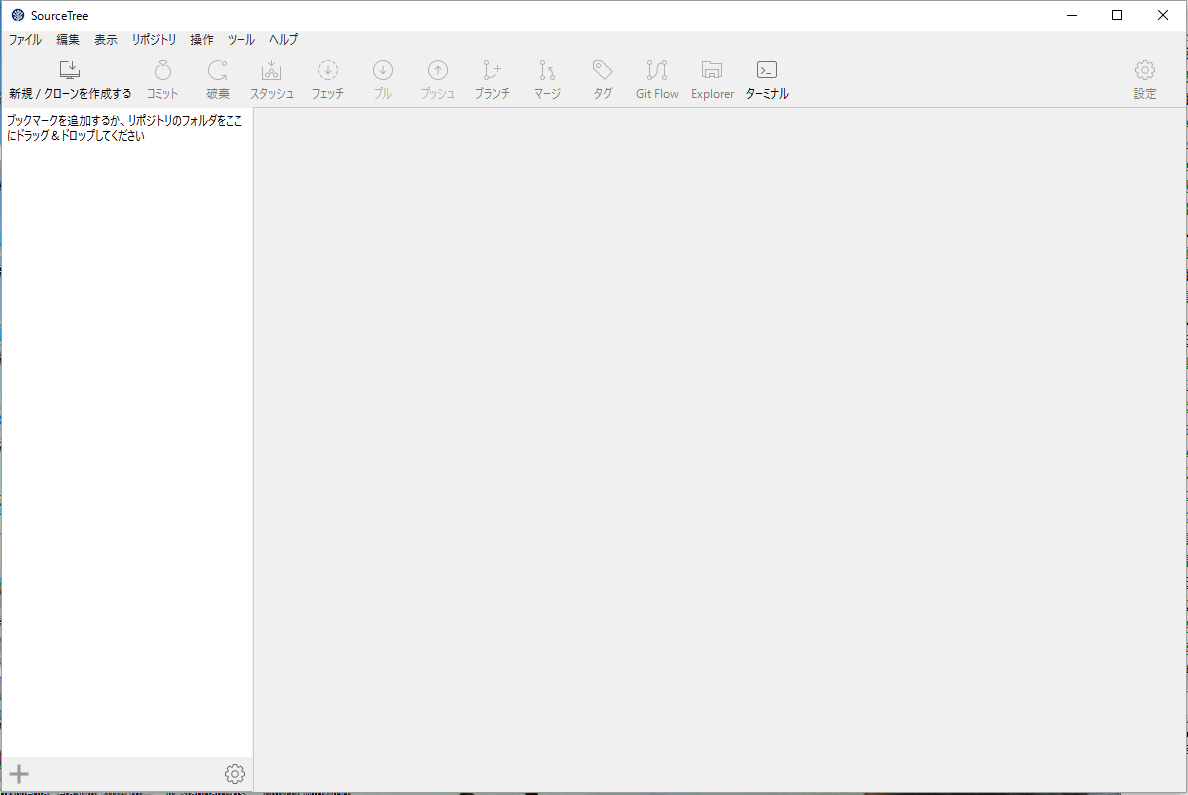 SourceTree
ファイル 編集 表示 リポジトリ 操作 ツール ヘルプ
新規 / クローンを作成する コミット 破棄 スタッシュ フェッチ プル プッシュ ブランチ マージ タグ Git Flow Explorer ターミナル 設定
ブックマークを追加するか、リポジトリのフォルダをここ
にドラッグ＆ドロップしてください